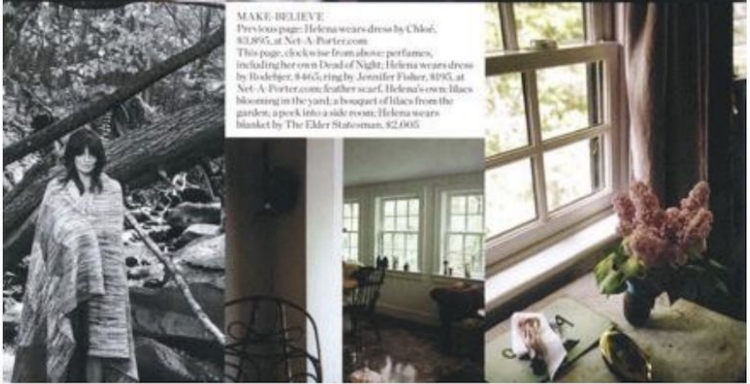 MAKE-BELIEVE
Previous page: Helena wears dress by Chloé,
$3,895, at Net-A-Porter.com
This page, clockwise from above: perfumes,
including her own Dead of Night; Helena wears dress
by Rodebjer, $465; ring by Jennifer Fisher, $195, at
Net-A-Porter.com; feather scarf, Helena's own; lilacs
blooming in the yard; a bouquet of lilacs from the
garden; a peek into a side room; Helena wears
blanket by The Elder Statesman, $2,005